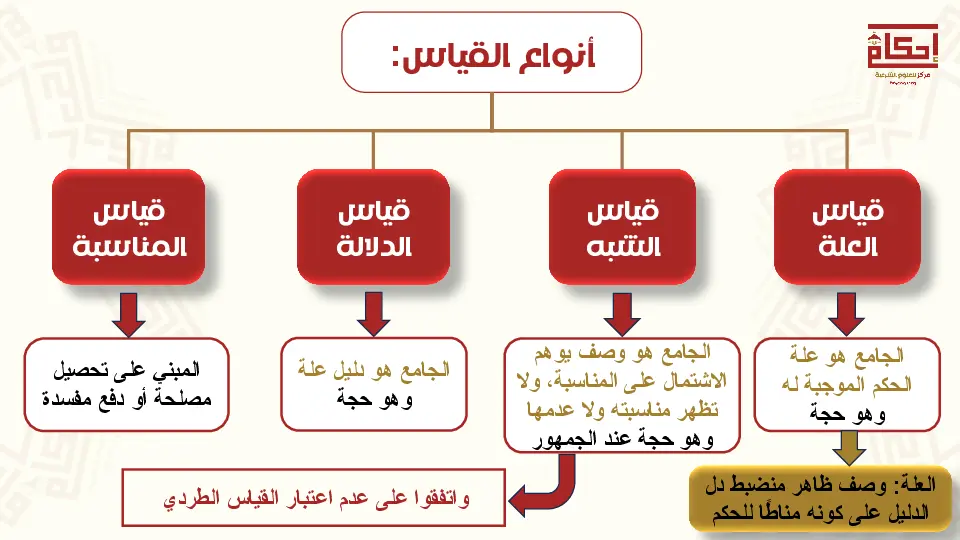 أنواع القياس:
إحكام
مركز للعلوم الشرعية
قياس
العلة
قياس
الشبه
قياس
الدلالة
قياس
المناسبة
الجامع هو علة
الحكم الموجبة له
وهو حجة
الجامع هو وصف يوهم
الاشتمال على المناسبة، ولا
تظهر مناسبته ولا عدمها
وهو حجة عند الجمهور
الجامع هو دليل علة
وهو حجة
المبني على تحصيل
مصلحة أو دفع مفسدة
العلة: وصف ظاهر منضبط دل
الدليل على كونه مناطًا للحكم
واتفقوا على عدم اعتبار القياس الطردي